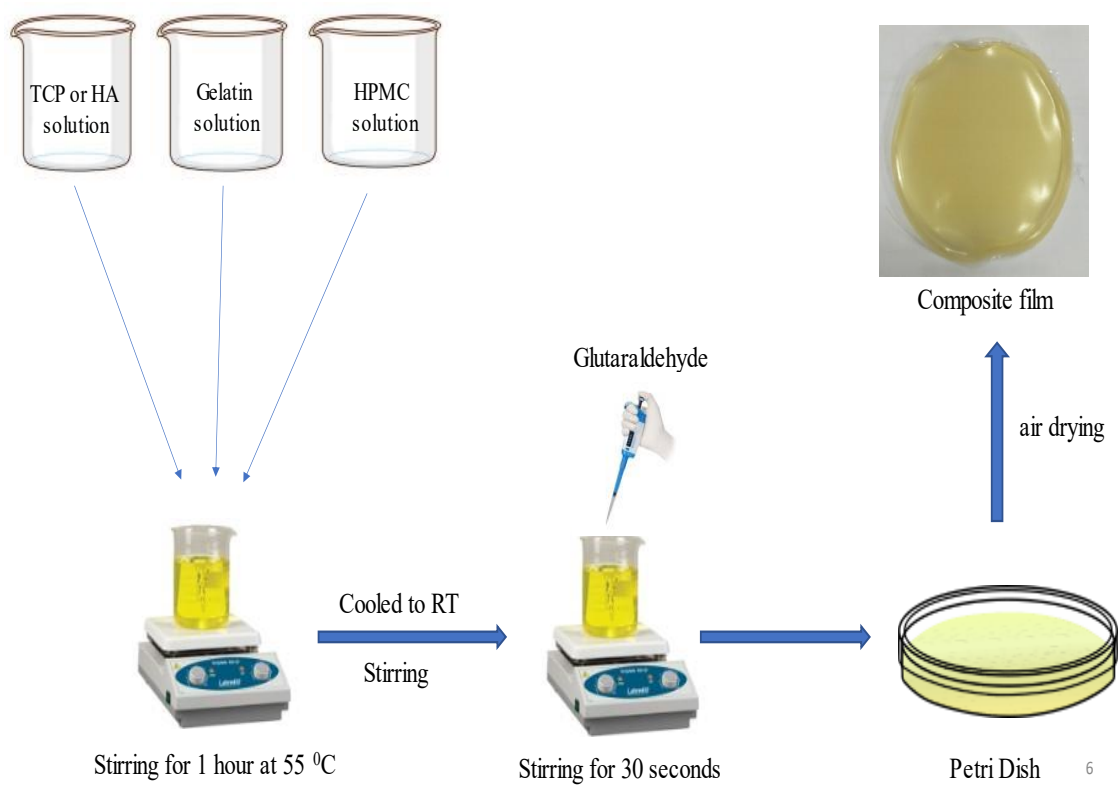 TCP or HA
solution
Gelatin
solution
HPMC
solution
Composite film
Glutaraldehyde
air drying
Cooled to RT
Stirring
Stirring for 1 hour at 55 ⁰C
Stirring for 30 seconds
Petri Dish
6